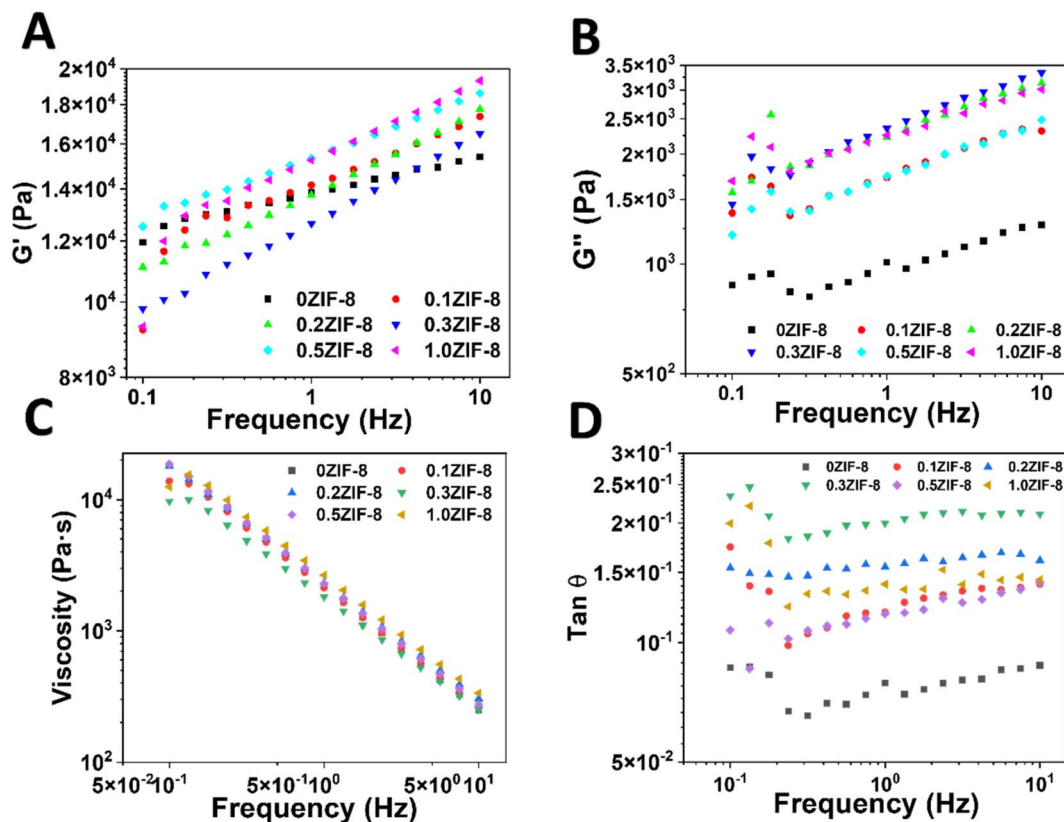 A
2×10⁴
1.8×10⁴
1.6×10⁴
1.4×10⁴
1.2×10⁴
10⁴
8×10³
G' (Pa)
0ZIF-8 0.1ZIF-8
0.2ZIF-8 0.3ZIF-8
0.5ZIF-8 1.0ZIF-8
0.1 1 10
Frequency (Hz)
B
3.5×10³
3×10³
2.5×10³
2×10³
1.5×10³
10³
5×10²
G'' (Pa)
0ZIF-8 0.1ZIF-8 0.2ZIF-8
0.3ZIF-8 0.5ZIF-8 1.0ZIF-8
0.1 1 10
Frequency (Hz)
C
10⁴
10³
10²
Viscosity (Pa·s)
0ZIF-8 0.1ZIF-8
0.2ZIF-8 0.3ZIF-8
0.5ZIF-8 1.0ZIF-8
5×10⁻²10⁻¹ 5×10⁻¹10⁰ 5×10⁰10¹
Frequency (Hz)
D
3×10⁻¹
2.5×10⁻¹
2×10⁻¹
1.5×10⁻¹
10⁻¹
5×10⁻²
Tan θ
0ZIF-8 0.1ZIF-8 0.2ZIF-8
0.3ZIF-8 0.5ZIF-8 1.0ZIF-8
10⁻¹ 10⁰ 10¹
Frequency (Hz)